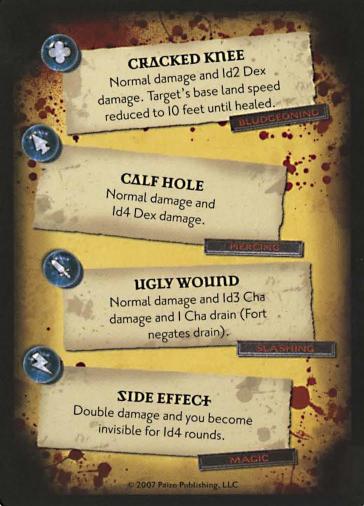 CRACKED KNEE
Normal damage and 1d2 Dex
damage. Target's base land speed
reduced to 10 feet until healed.
BLUDGEONING
CALF HOLE
Normal damage and
1d4 Dex damage.
PIERCING
UGLY WOUND
Normal damage and 1d3 Cha
damage and 1 Cha drain (Fort
negates drain).
SLASHING
SIDE EFFECT
Double damage and you become
invisible for 1d4 rounds.
MAGIC
© 2007 Paizo Publishing, LLC